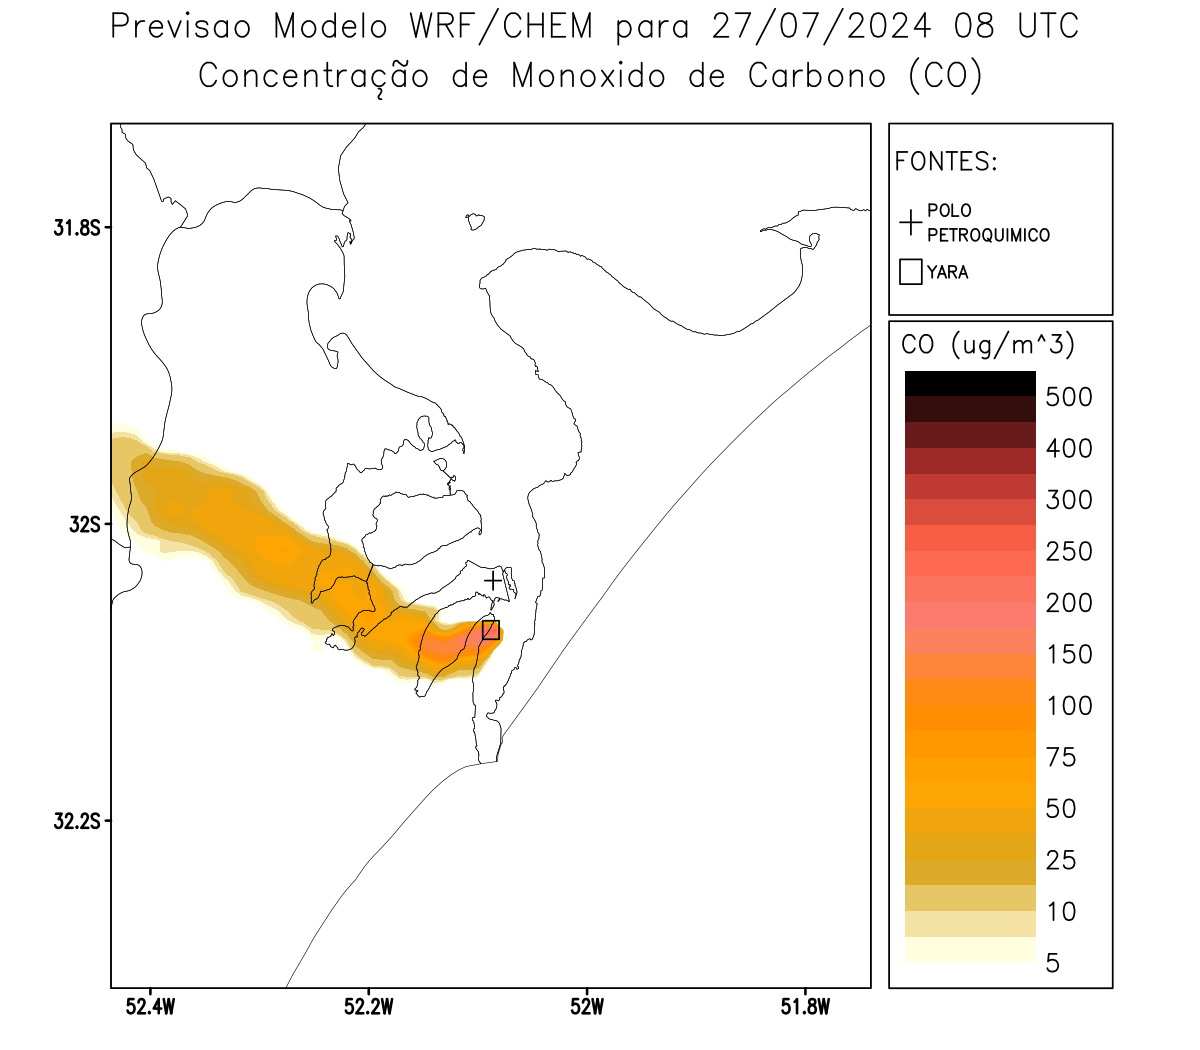 Previsao Modelo WRF/CHEM para 27/07/2024 08 UTC
Concentração de Monoxido de Carbono (CO)
FONTES:
POLO
PETROQUIMICO
YARA
CO (ug/m^3)
500
400
300
250
200
150
100
75
50
25
10
5
31.8S
32S
32.2S
52.4W
52.2W
52W
51.8W